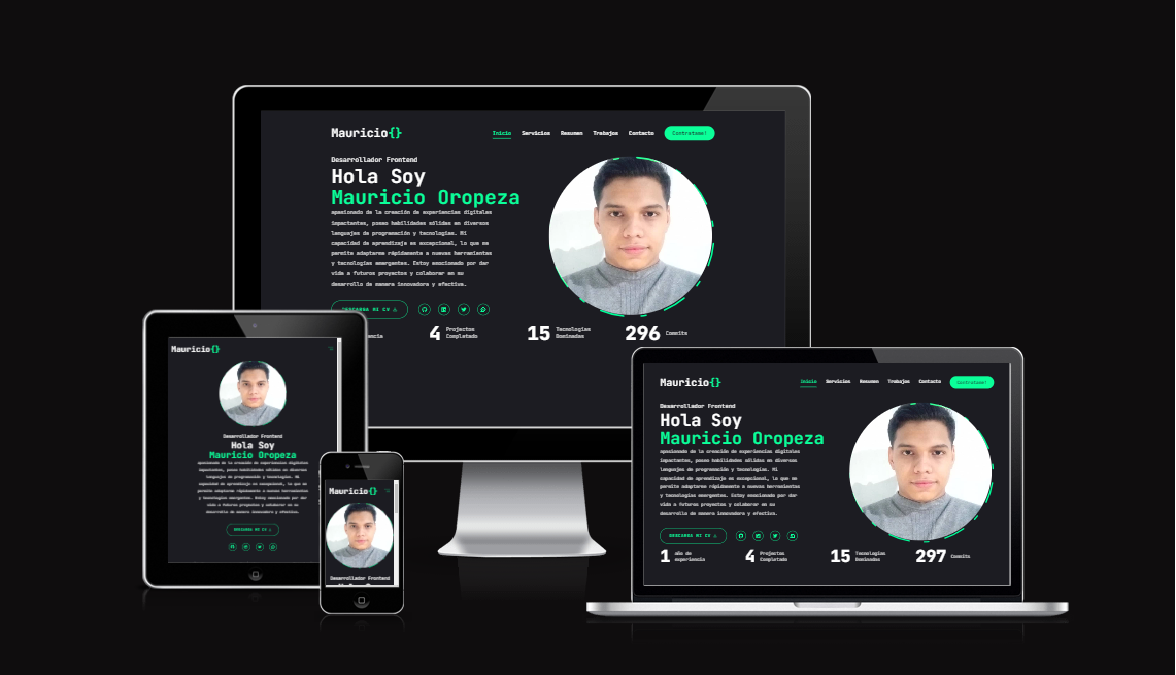 Mauricio{}
Inicio Servicios Resumen Trabajos Contacto Contratame!
Desarrollador Frontend
Hola Soy
Mauricio Oropeza
apasionado de la creación de experiencias digitales
impactantes, poseo habilidades sólidas en diversos
lenguajes de programación y tecnologías. Mi
capacidad de aprendizaje es excepcional, lo que me
permite adaptarme rápidamente a nuevas herramientas
y tecnologías emergentes. Estoy emocionado por dar
vida a futuros proyectos y colaborar en su
desarrollo de manera innovadora y efectiva.
DESCARGA MI CV
4 Proyectos
Completado
15 Tecnologías
Dominadas
296 Commits
Mauricio{}
Desarrollador Frontend
Hola Soy
Mauricio Oropeza
apasionado de la creación de experiencias digitales
impactantes, poseo habilidades sólidas en diversos
lenguajes de programación y tecnologías. Mi
capacidad de aprendizaje es excepcional, lo que me
permite adaptarme rápidamente a nuevas herramientas
y tecnologías emergentes. Estoy emocionado por dar
vida a futuros proyectos y colaborar en su
desarrollo de manera innovadora y efectiva.
DESCARGA MI CV
Mauricio{}
Desarrollador Frontend
Mauricio{}
Inicio Servicios Resumen Trabajos Contacto Contratame!
Desarrollador Frontend
Hola Soy
Mauricio Oropeza
apasionado de la creación de experiencias digitales
impactantes, poseo habilidades sólidas en diversos
lenguajes de programación y tecnologías. Mi
capacidad de aprendizaje es excepcional, lo que me
permite adaptarme rápidamente a nuevas herramientas
y tecnologías emergentes. Estoy emocionado por dar
vida a futuros proyectos y colaborar en su
desarrollo de manera innovadora y efectiva.
DESCARGA MI CV
1 año de
experiencia
4 Proyectos
Completado
15 Tecnologías
Dominadas
297 Commits